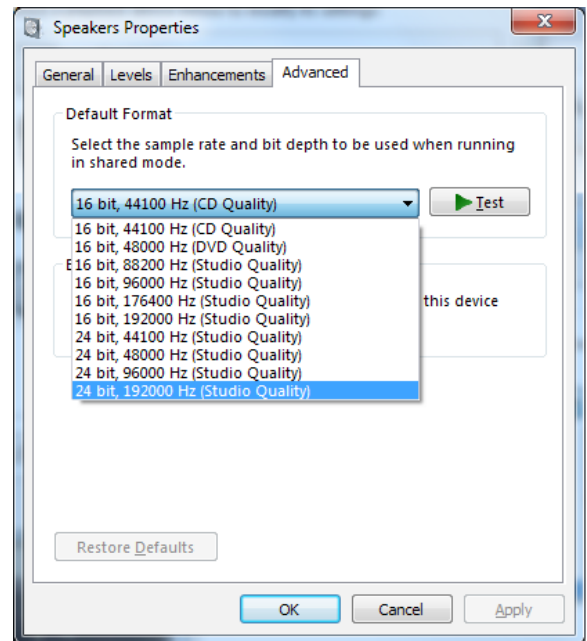 Speakers Properties
General
Levels
Enhancements
Advanced
Default Format
Select the sample rate and bit depth to be used when running
in shared mode.
16 bit, 44100 Hz (CD Quality)
Test
16 bit, 44100 Hz (CD Quality)
16 bit, 48000 Hz (DVD Quality)
16 bit, 88200 Hz (Studio Quality)
16 bit, 96000 Hz (Studio Quality)
16 bit, 176400 Hz (Studio Quality)
this device
16 bit, 192000 Hz (Studio Quality)
24 bit, 44100 Hz (Studio Quality)
24 bit, 48000 Hz (Studio Quality)
24 bit, 96000 Hz (Studio Quality)
24 bit, 192000 Hz (Studio Quality)
Restore Defaults
OK
Cancel
Apply